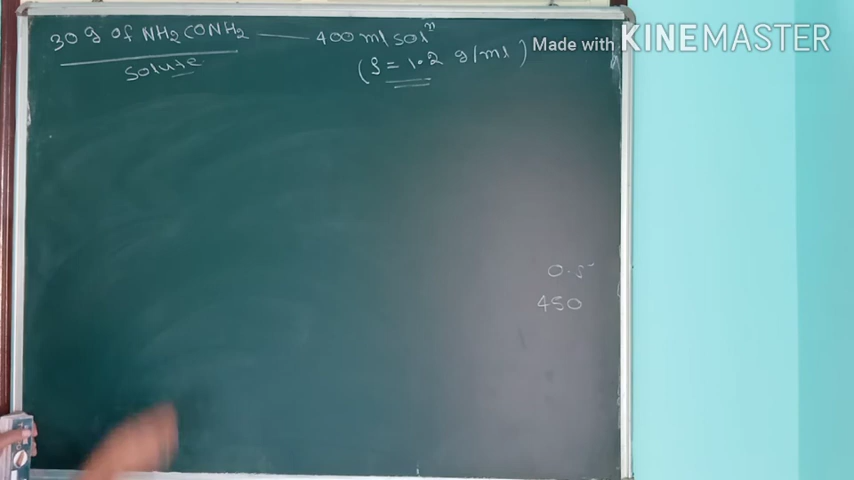 30 g of NH2CONH2 — 400 ml solⁿ
Made with KINEMASTER
solute
(ρ = 1.2 g/ml)
0.5
450